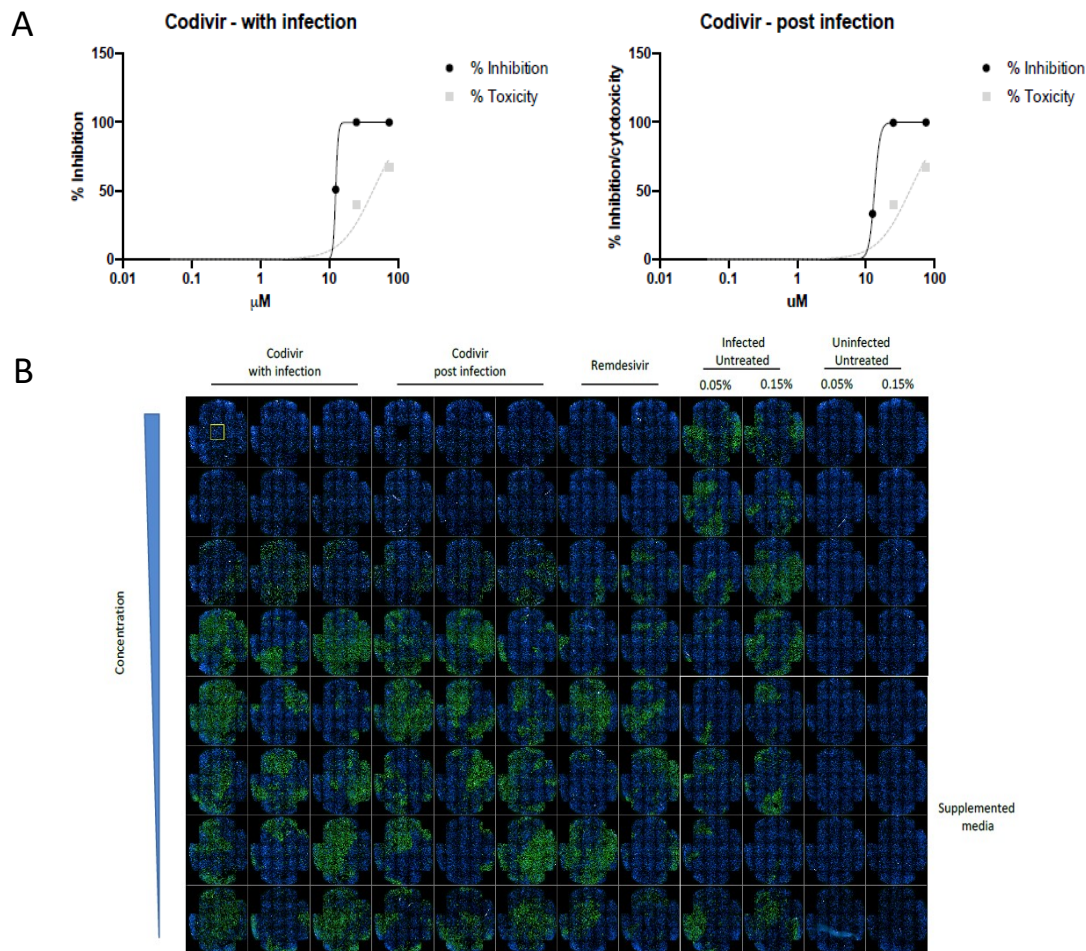 A
Codivir - with infection
150
100
50
0
% Inhibition
0.01
0.1
1
10
100
μM
% Inhibition
% Toxicity
Codivir - post infection
150
100
50
0
% Inhibition/cytotoxicity
0.01
0.1
1
10
100
uM
% Inhibition
% Toxicity
B
Codivir
with infection
Codivir
post infection
Remdesivir
Infected
Untreated
0.05%
0.15%
Uninfected
Untreated
0.05%
0.15%
Concentration
Supplemented
media